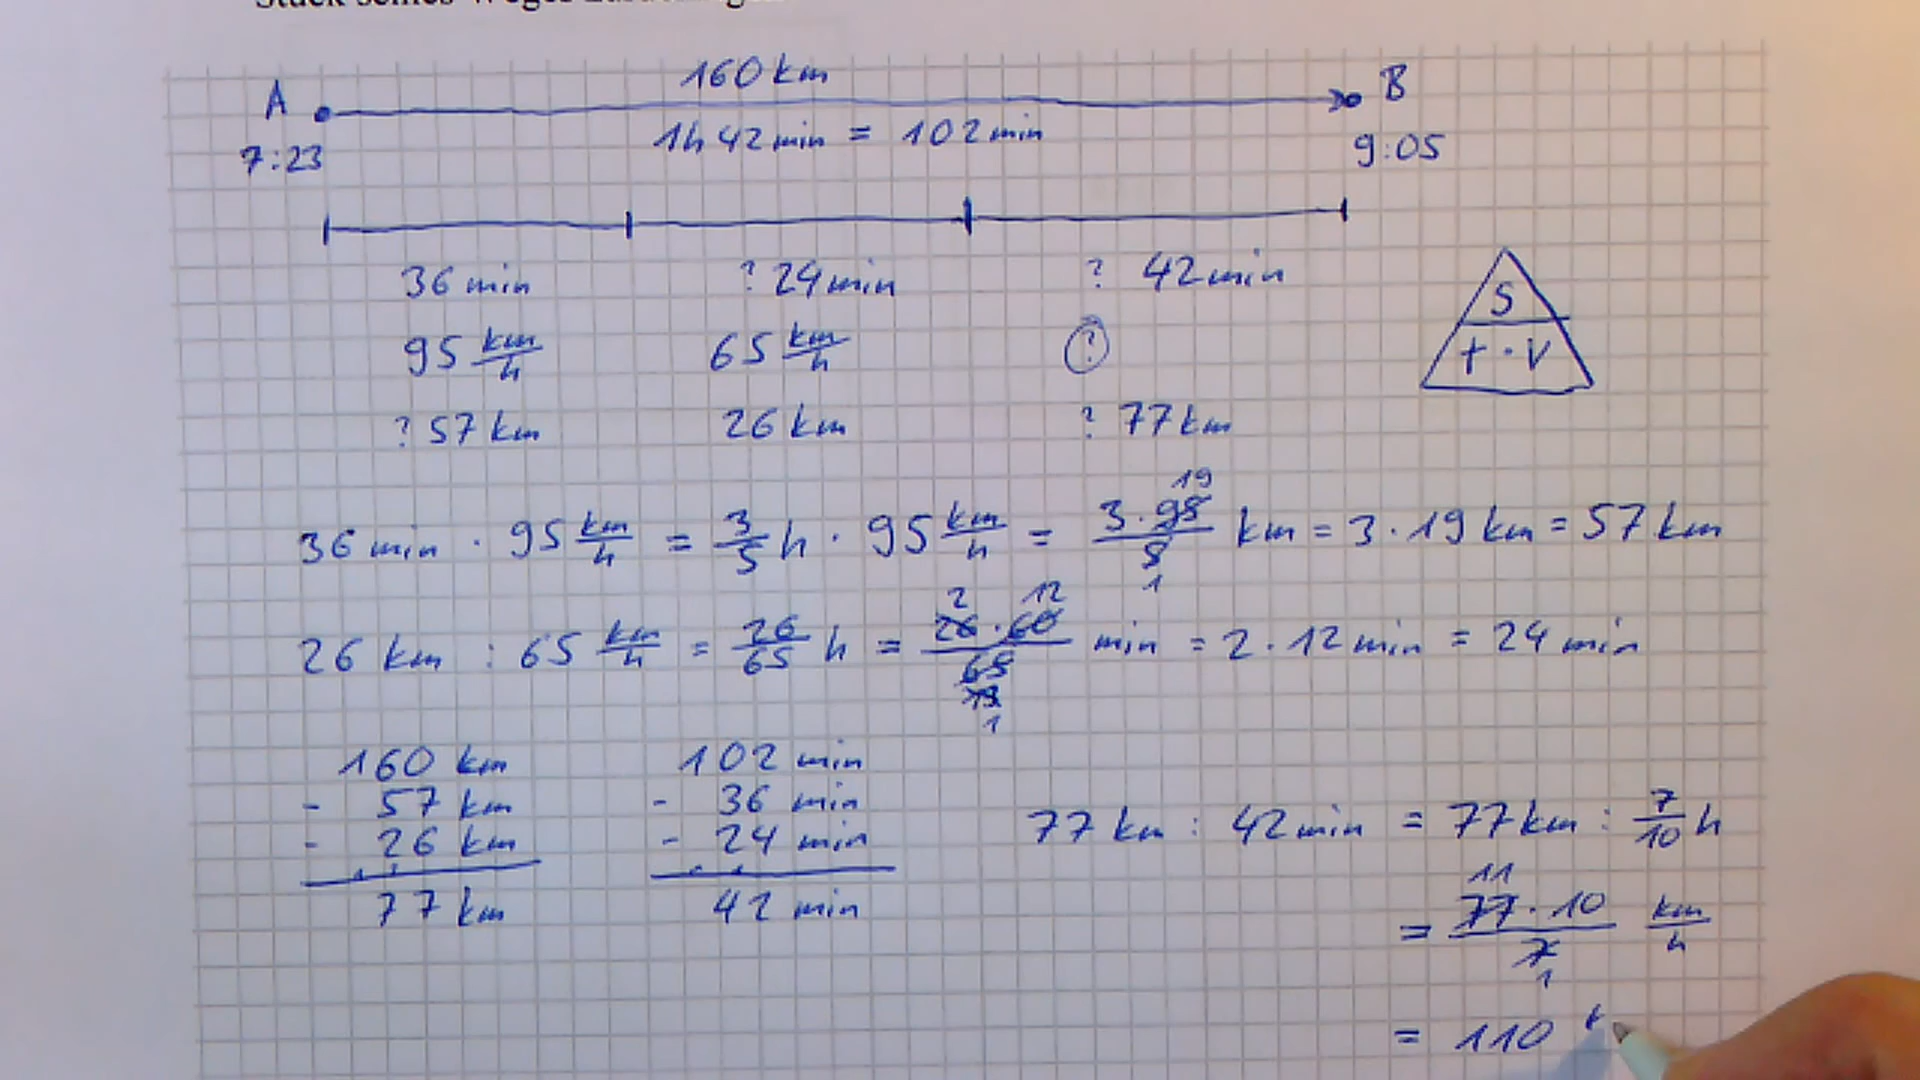 160 km
A B
1h 42 min = 102 min
7:23 9:05
36 min ? 24 min ? 42 min
S
95 km/h 65 km/h ?
t · v
? 57 km 26 km ? 77 km
19
36 min · 95 km/h = 3/5 h · 95 km/h = 3 · 95 / 5 km = 3 · 19 km = 57 km
1
2 12
26 km : 65 km/h = 26/65 h = 26 · 60 / 65 min = 2 · 12 min = 24 min
13
1
160 km 102 min
- 57 km - 36 min
77 km : 42 min = 77 km : 7/10 h
- 26 km - 24 min
77 km 42 min
11
= 77 · 10 / 7 km/h
1
= 110 k